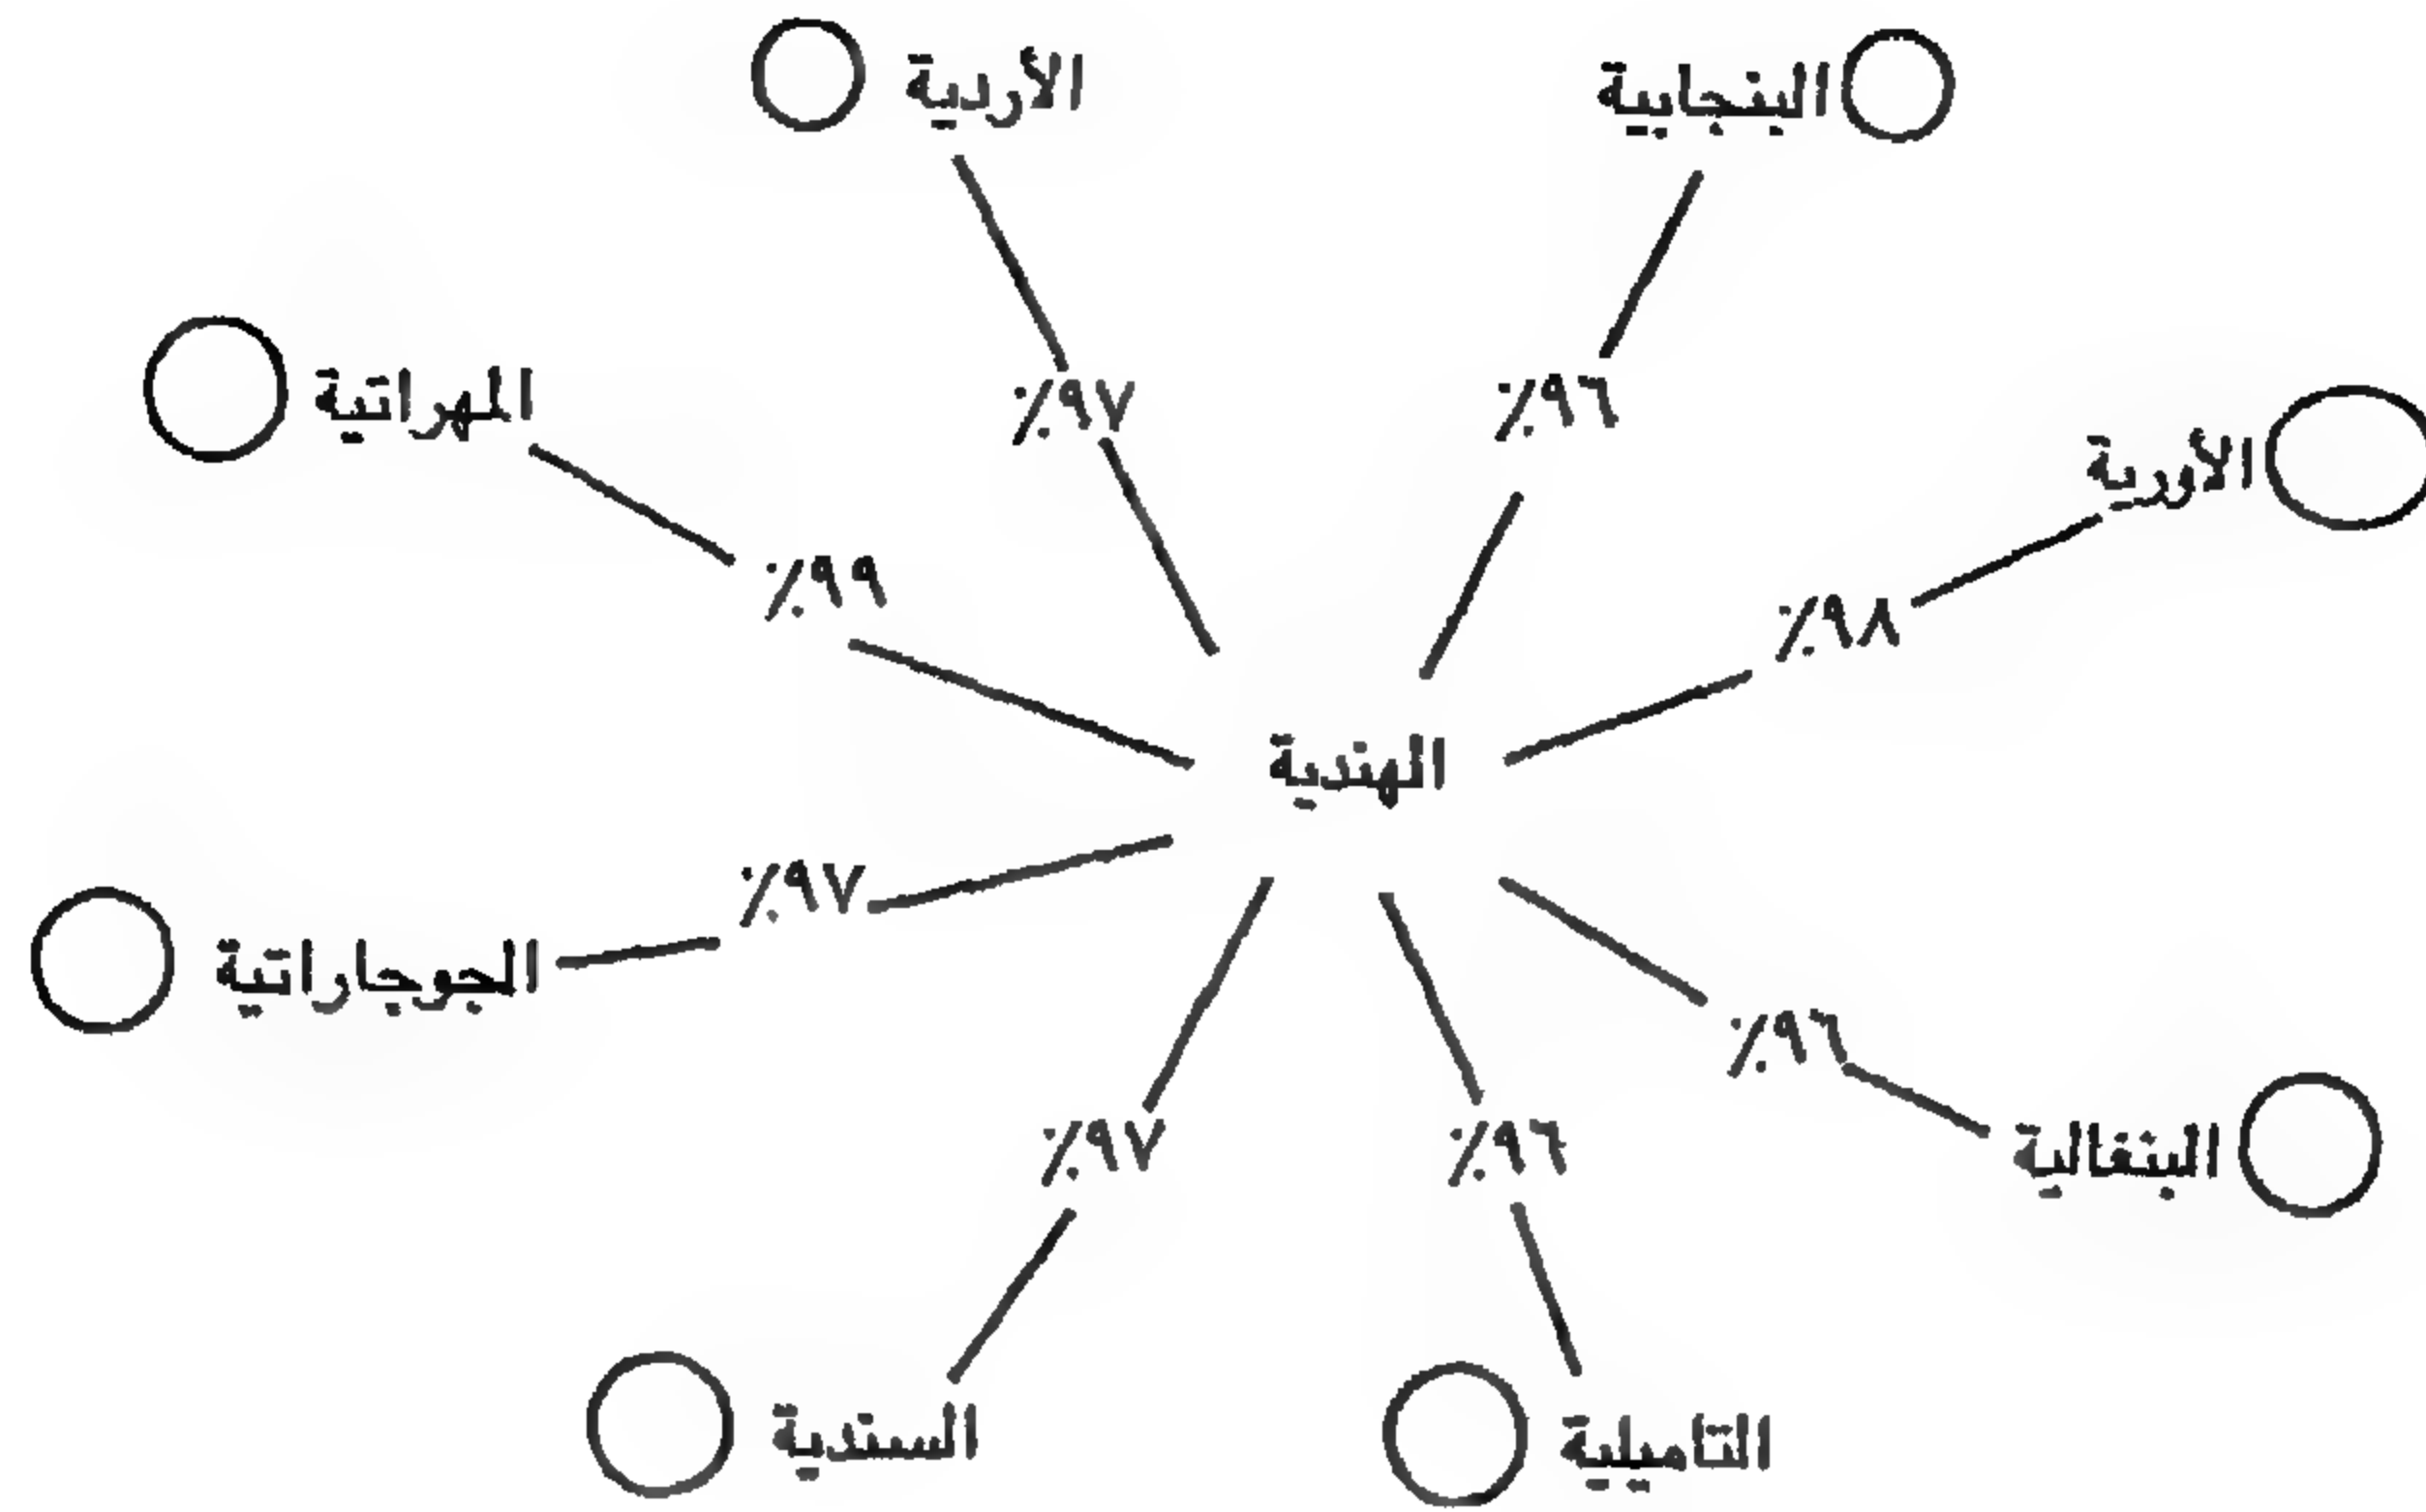 البنجابية
الأردية
٪٩٦
٪٩٧
المهراتية
الأورية
٪٩٩
٪٩٨
الهندية
٪٩٧
الجوجاراتية
٪٩٦
البنغالية
٪٩٦
٪٩٧
التاميلية
السندية